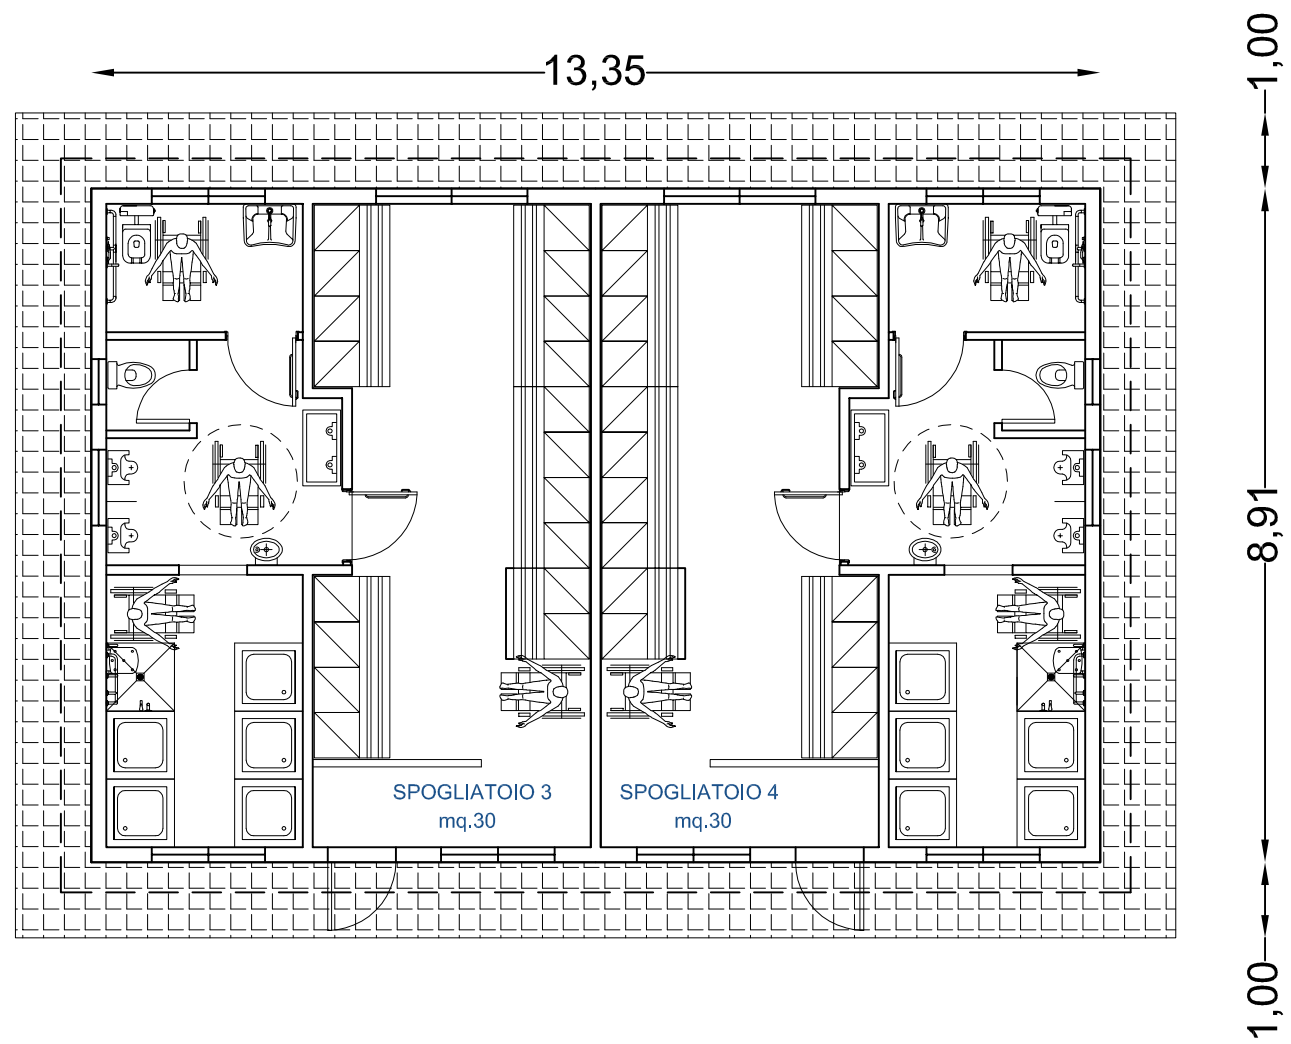 13,35
1,00
8,91
SPOGLIATOIO 3
mq.30
SPOGLIATOIO 4
mq.30
1,00